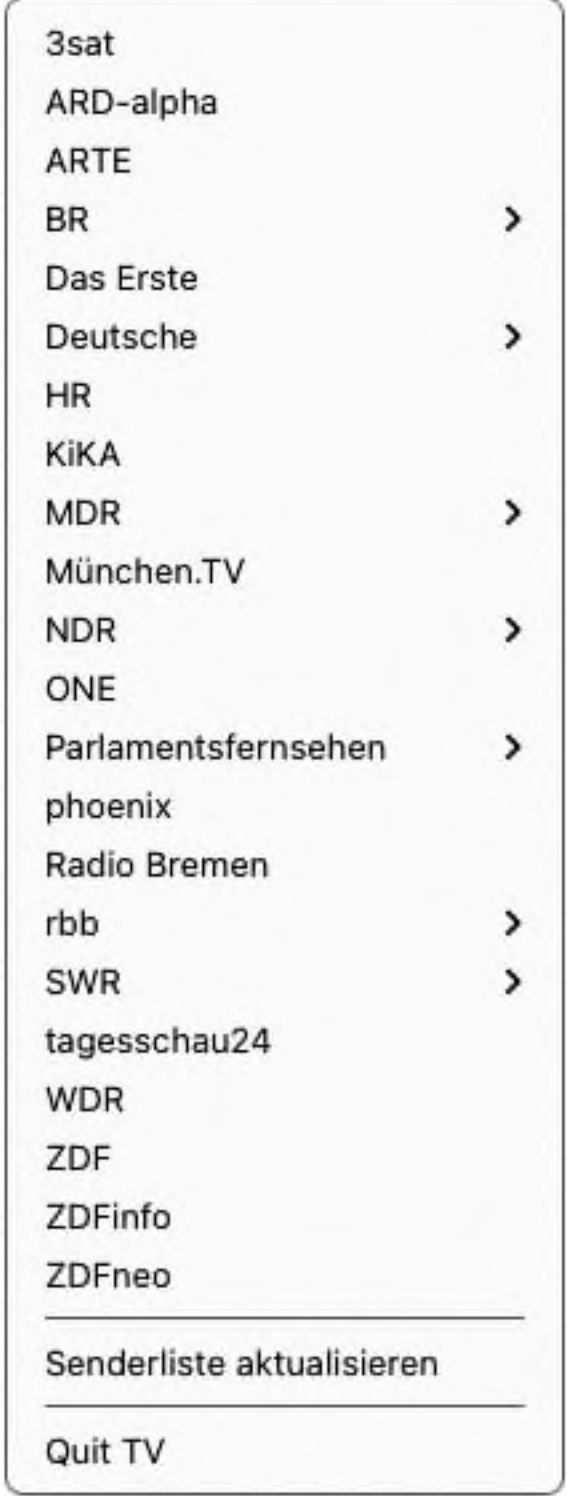 3sat
ARD-alpha
ARTE
BR
Das Erste
Deutsche
HR
KiKA
MDR
München.TV
NDR
ONE
Parlamentsfernsehen
phoenix
Radio Bremen
rbb
SWR
tagesschau24
WDR
ZDF
ZDFinfo
ZDFneo
Senderliste aktualisieren
Quit TV